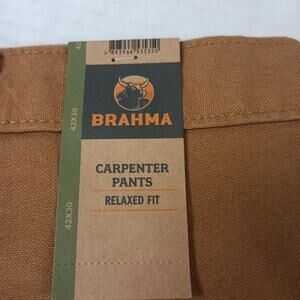 42X30
42X30
BRAHMA
CARPENTER
PANTS
RELAXED FIT